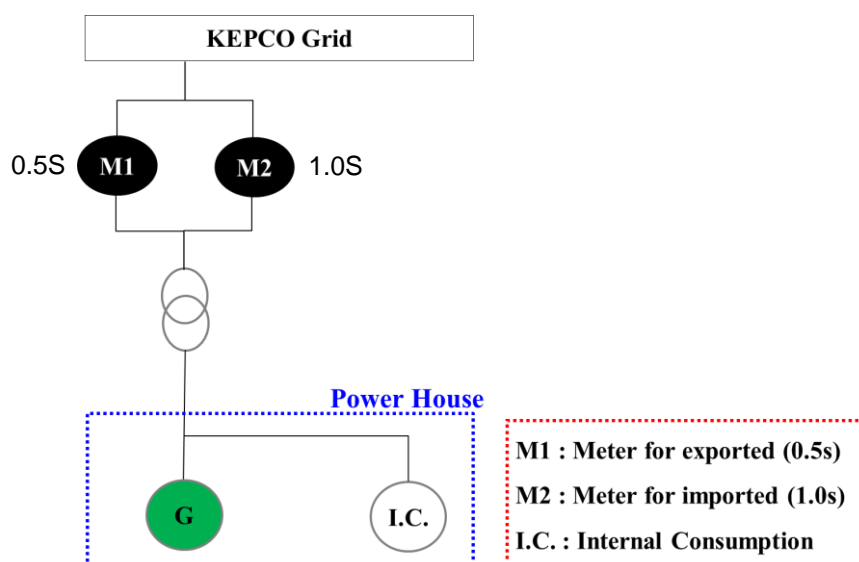 KEPCO Grid
0.5S
M1
M2
1.0S
Power House
G
I.C.
M1 : Meter for exported (0.5s)
M2 : Meter for imported (1.0s)
I.C. : Internal Consumption